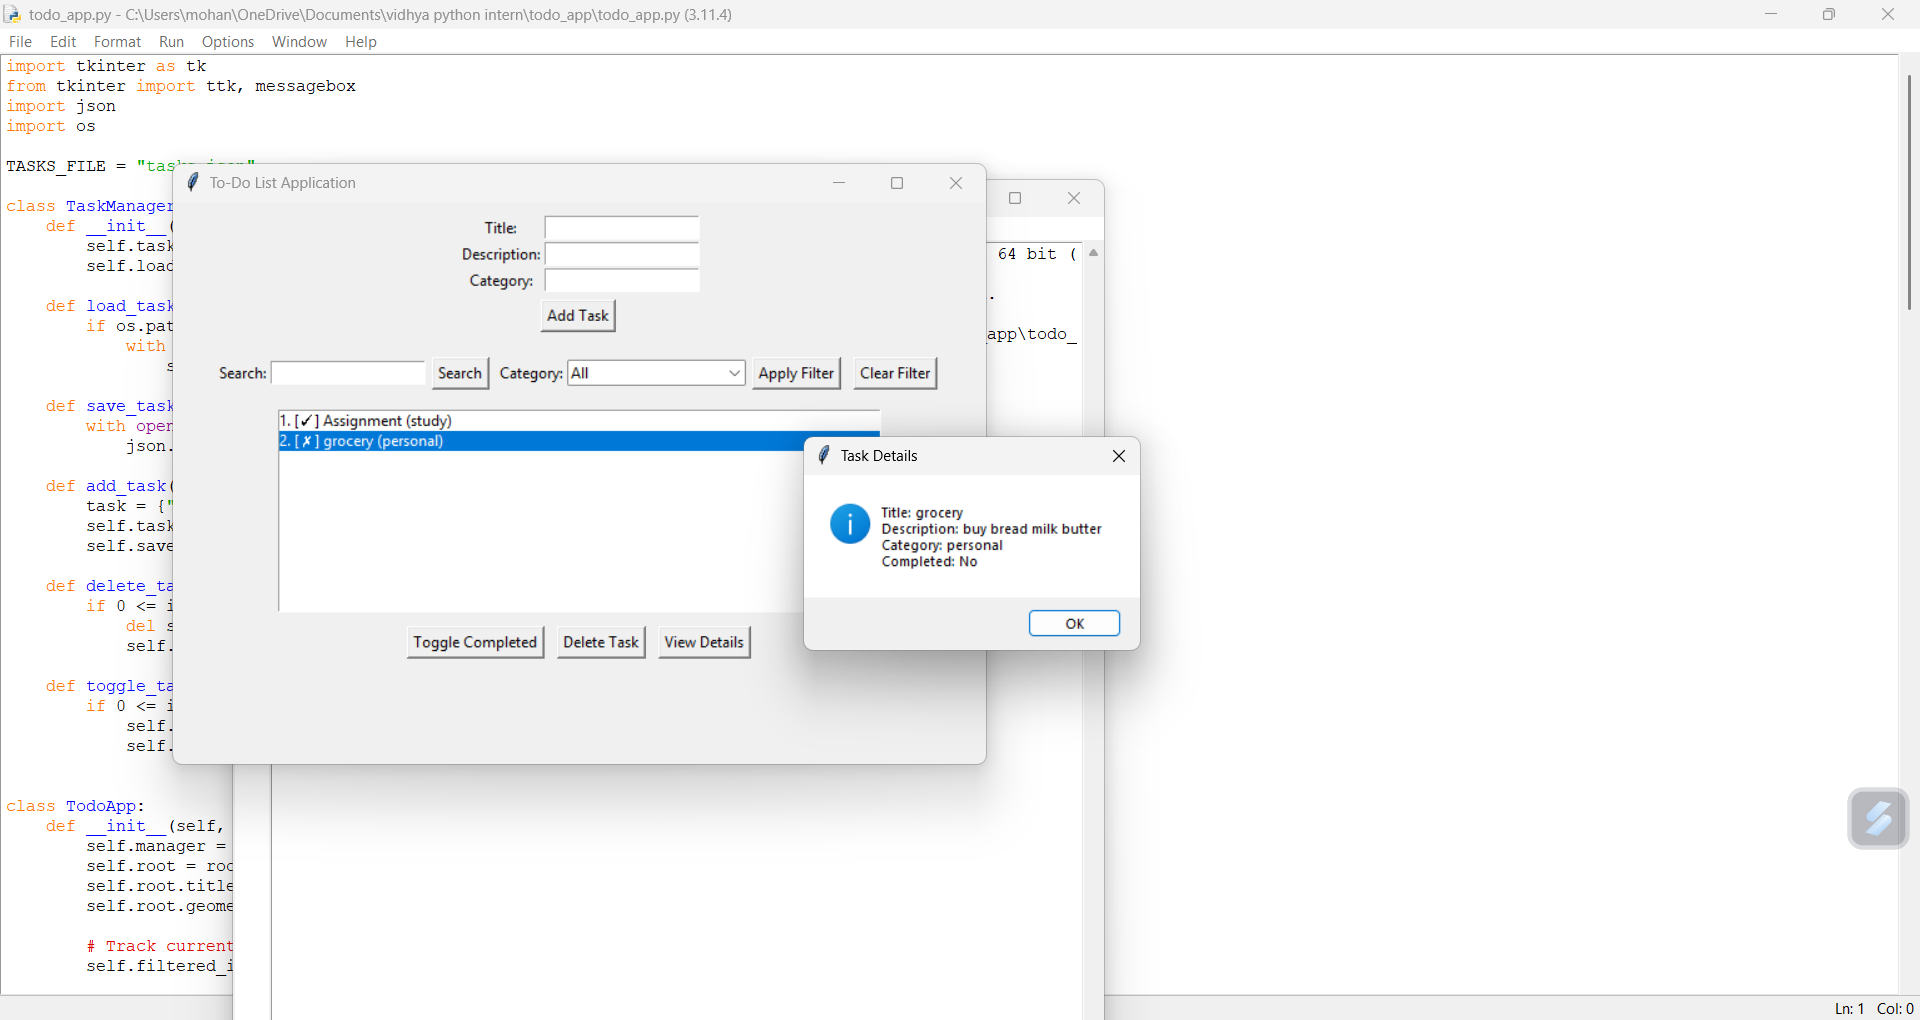 todo_app.py - C:\Users\mohan\OneDrive\Documents\vidhya python intern\todo_app\todo_app.py (3.11.4)
File Edit Format Run Options Window Help
import tkinter as tk
from tkinter import ttk, messagebox
import json
import os
TASKS_FILE =
class TaskManager
def __init__(
self.task
self.load
def load_task
if os.pat
with
def save_task
with open
json.
def add_task(
task = {"
self.task
self.save
def delete_ta
if 0 <= i
del s
self.
def toggle_ta
if 0 <= i
self.
self.
class TodoApp:
def __init__(self,
self.manager =
self.root = roo
self.root.title
self.root.geome
# Track current
self.filtered_i
64 bit (
.
app\todo_
To-Do List Application
Title:
Description:
Category:
Add Task
Search: Search Category: All Apply Filter Clear Filter
1. [✓] Assignment (study)
2. [✗] grocery (personal)
Toggle Completed Delete Task View Details
Task Details
Title: grocery
Description: buy bread milk butter
Category: personal
Completed: No
OK
Ln: 1 Col: 0